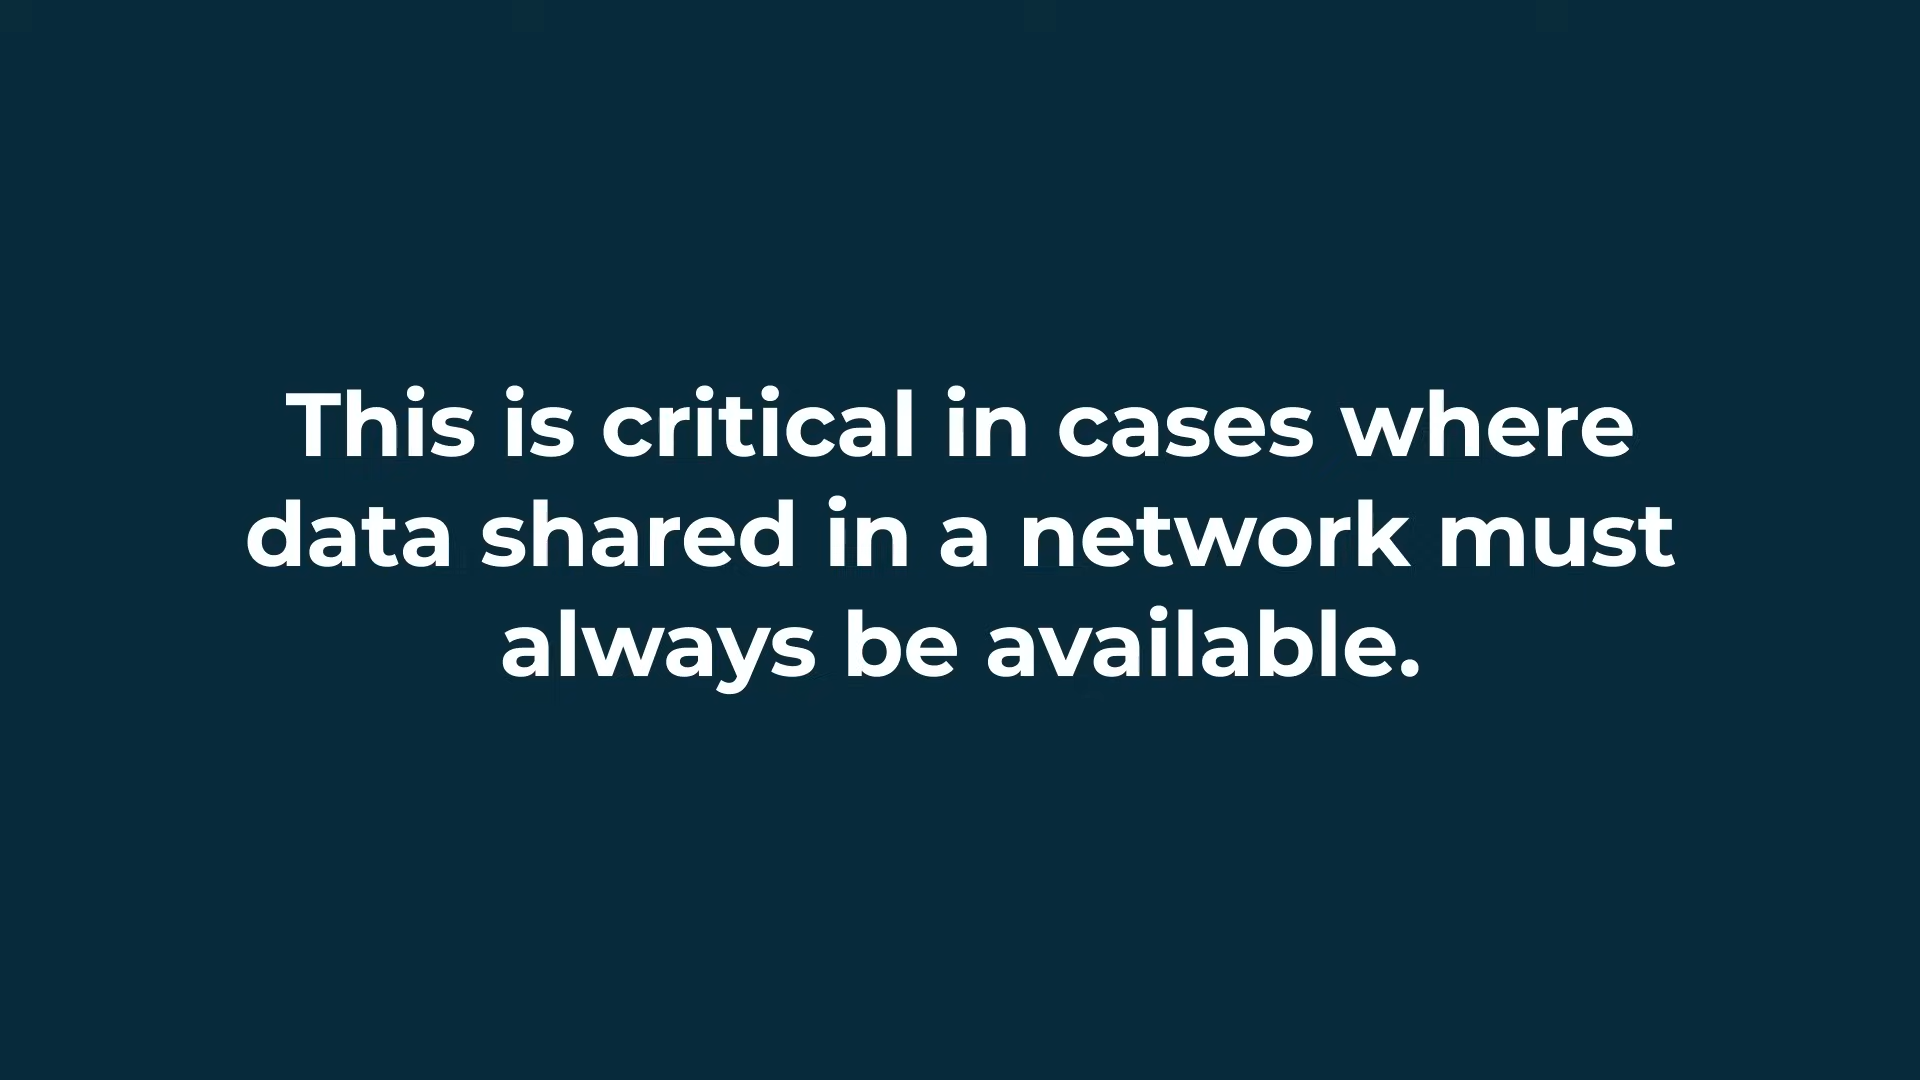 This is critical in cases where
data shared in a network must
always be available.